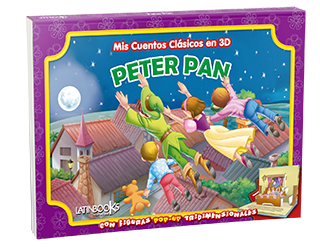 Mis Cuentos Clásicos en 3D
PETER PAN
LATINBOOKS
CON FIGURAS POP-UP TRIDIMENSIONALES